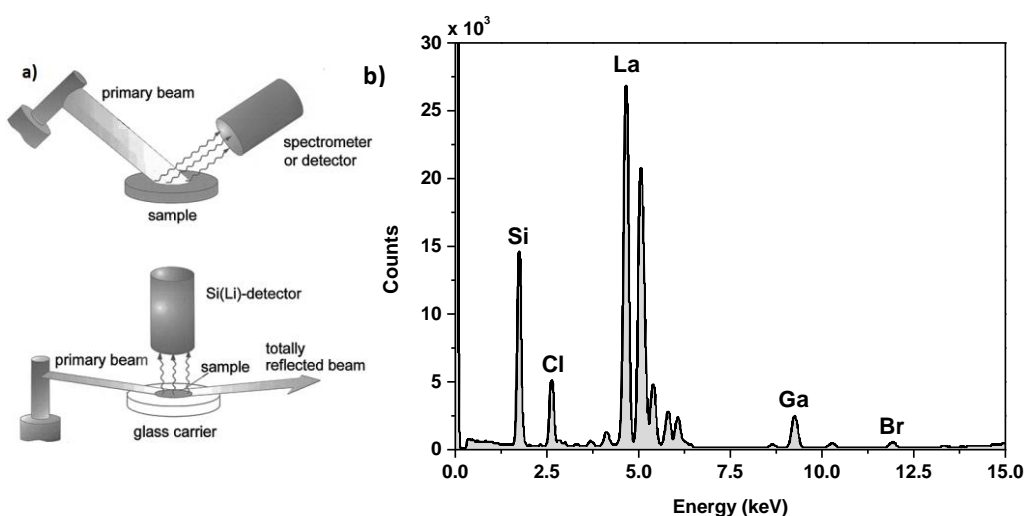 a)
primary beam
spectrometer
or detector
sample
Si(Li)-detector
primary beam
sample
totally
reflected beam
glass carrier
b)
x 10³
30
25
20
15
10
5
0
Counts
La
Si
Cl
Ga
Br
0.0 2.5 5.0 7.5 10.0 12.5 15.0
Energy (keV)